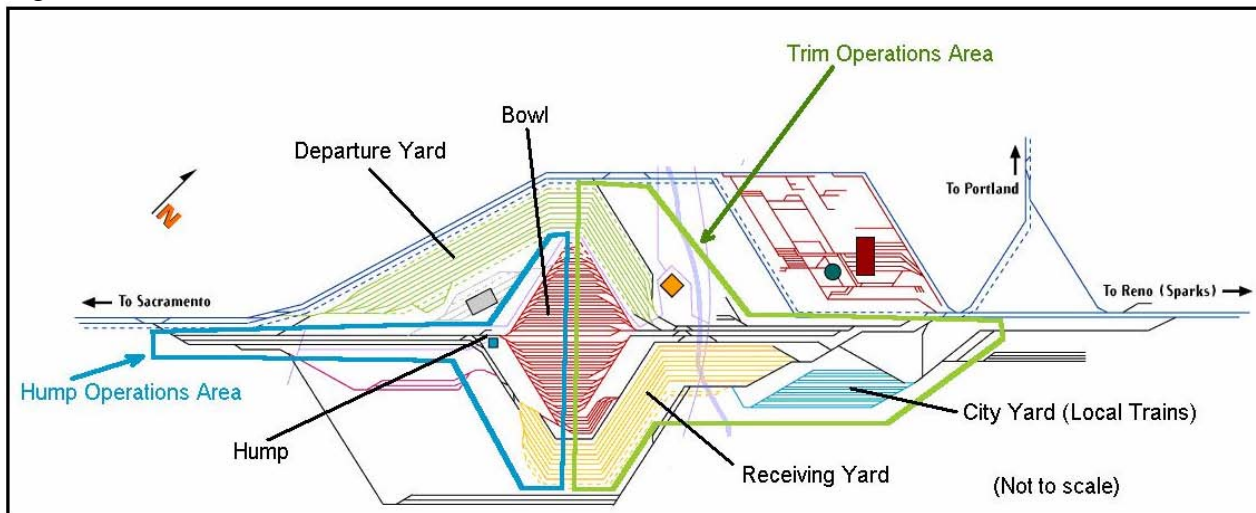 Trim Operations Area
Bowl
Departure Yard
To Portland
N
To Sacramento
To Reno (Sparks)
Hump Operations Area
City Yard (Local Trains)
Hump
Receiving Yard
(Not to scale)